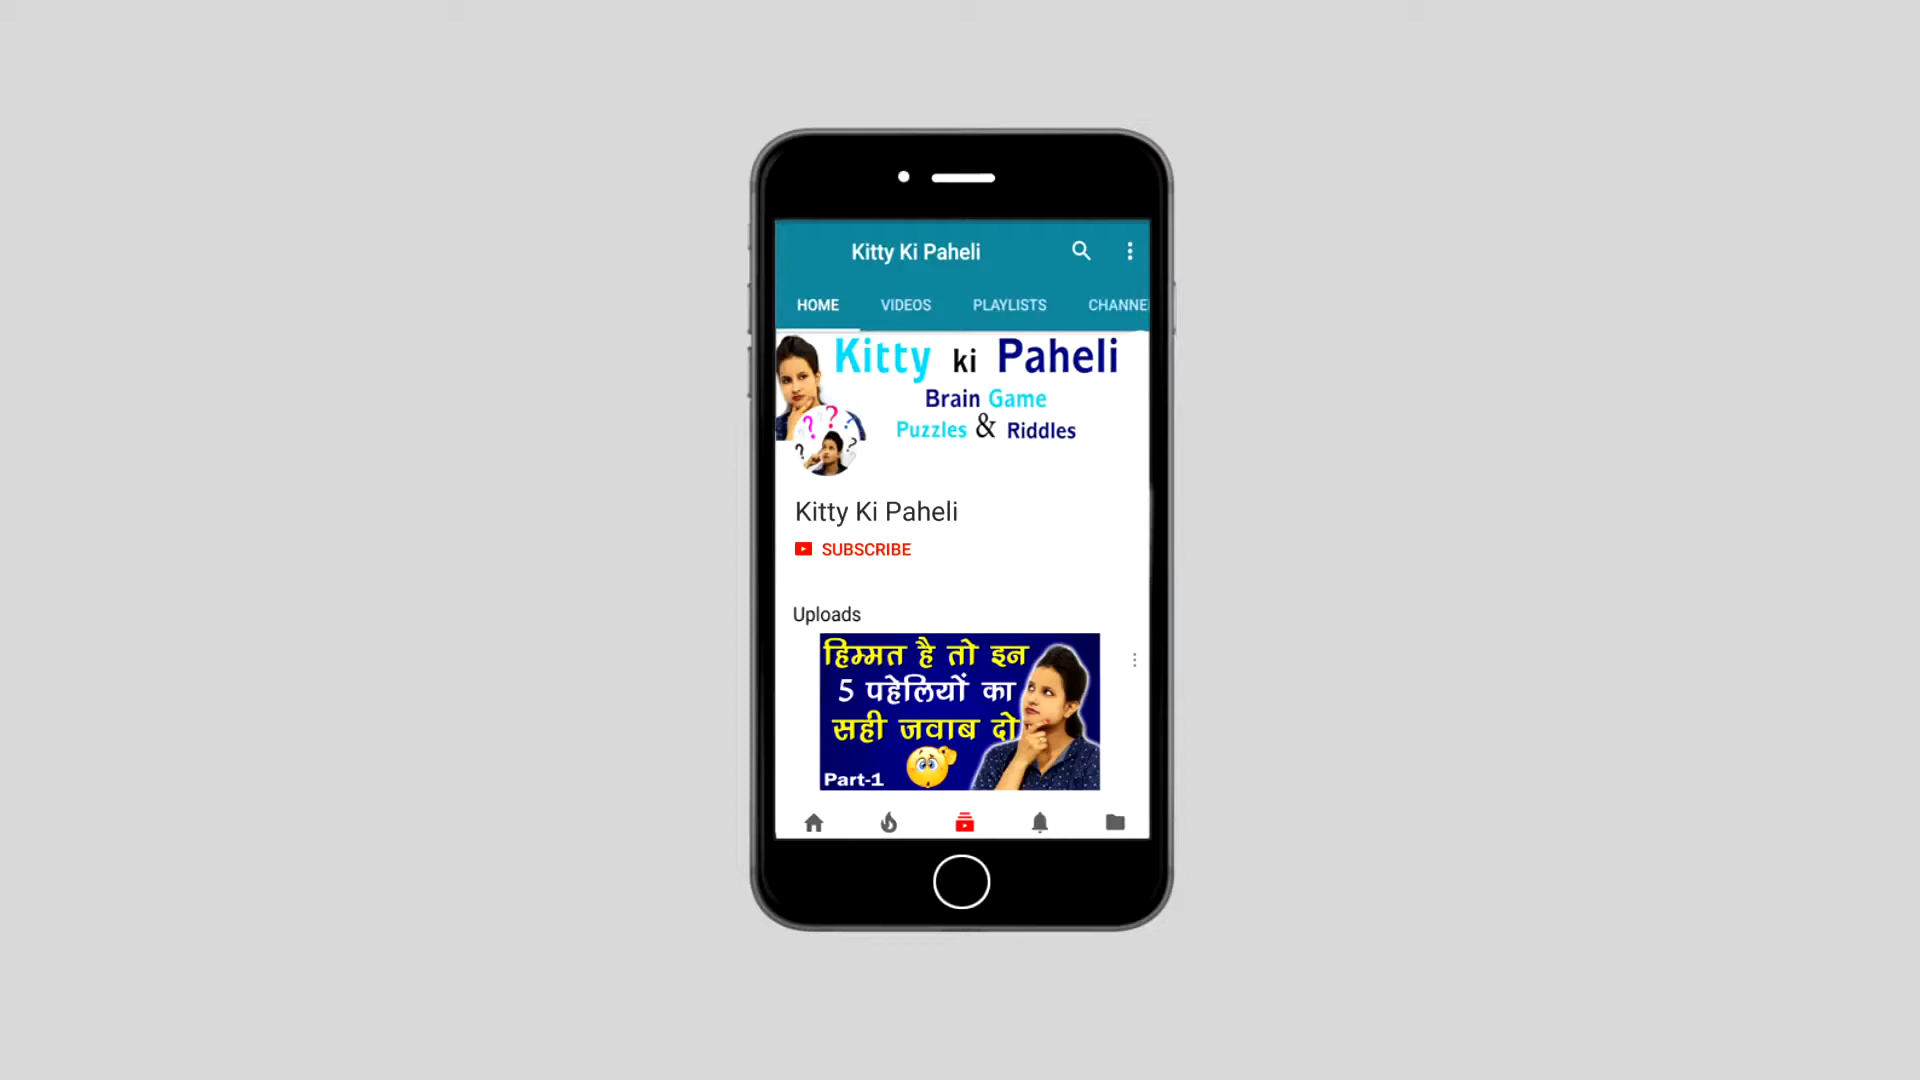 Kitty Ki Paheli
HOME VIDEOS PLAYLISTS CHANNE
Kitty ki Paheli
Brain Game
Puzzles & Riddles
Kitty Ki Paheli
SUBSCRIBE
Uploads
हिम्मत है तो इन
5 पहेलियों का
सही जवाब दो
Part-1